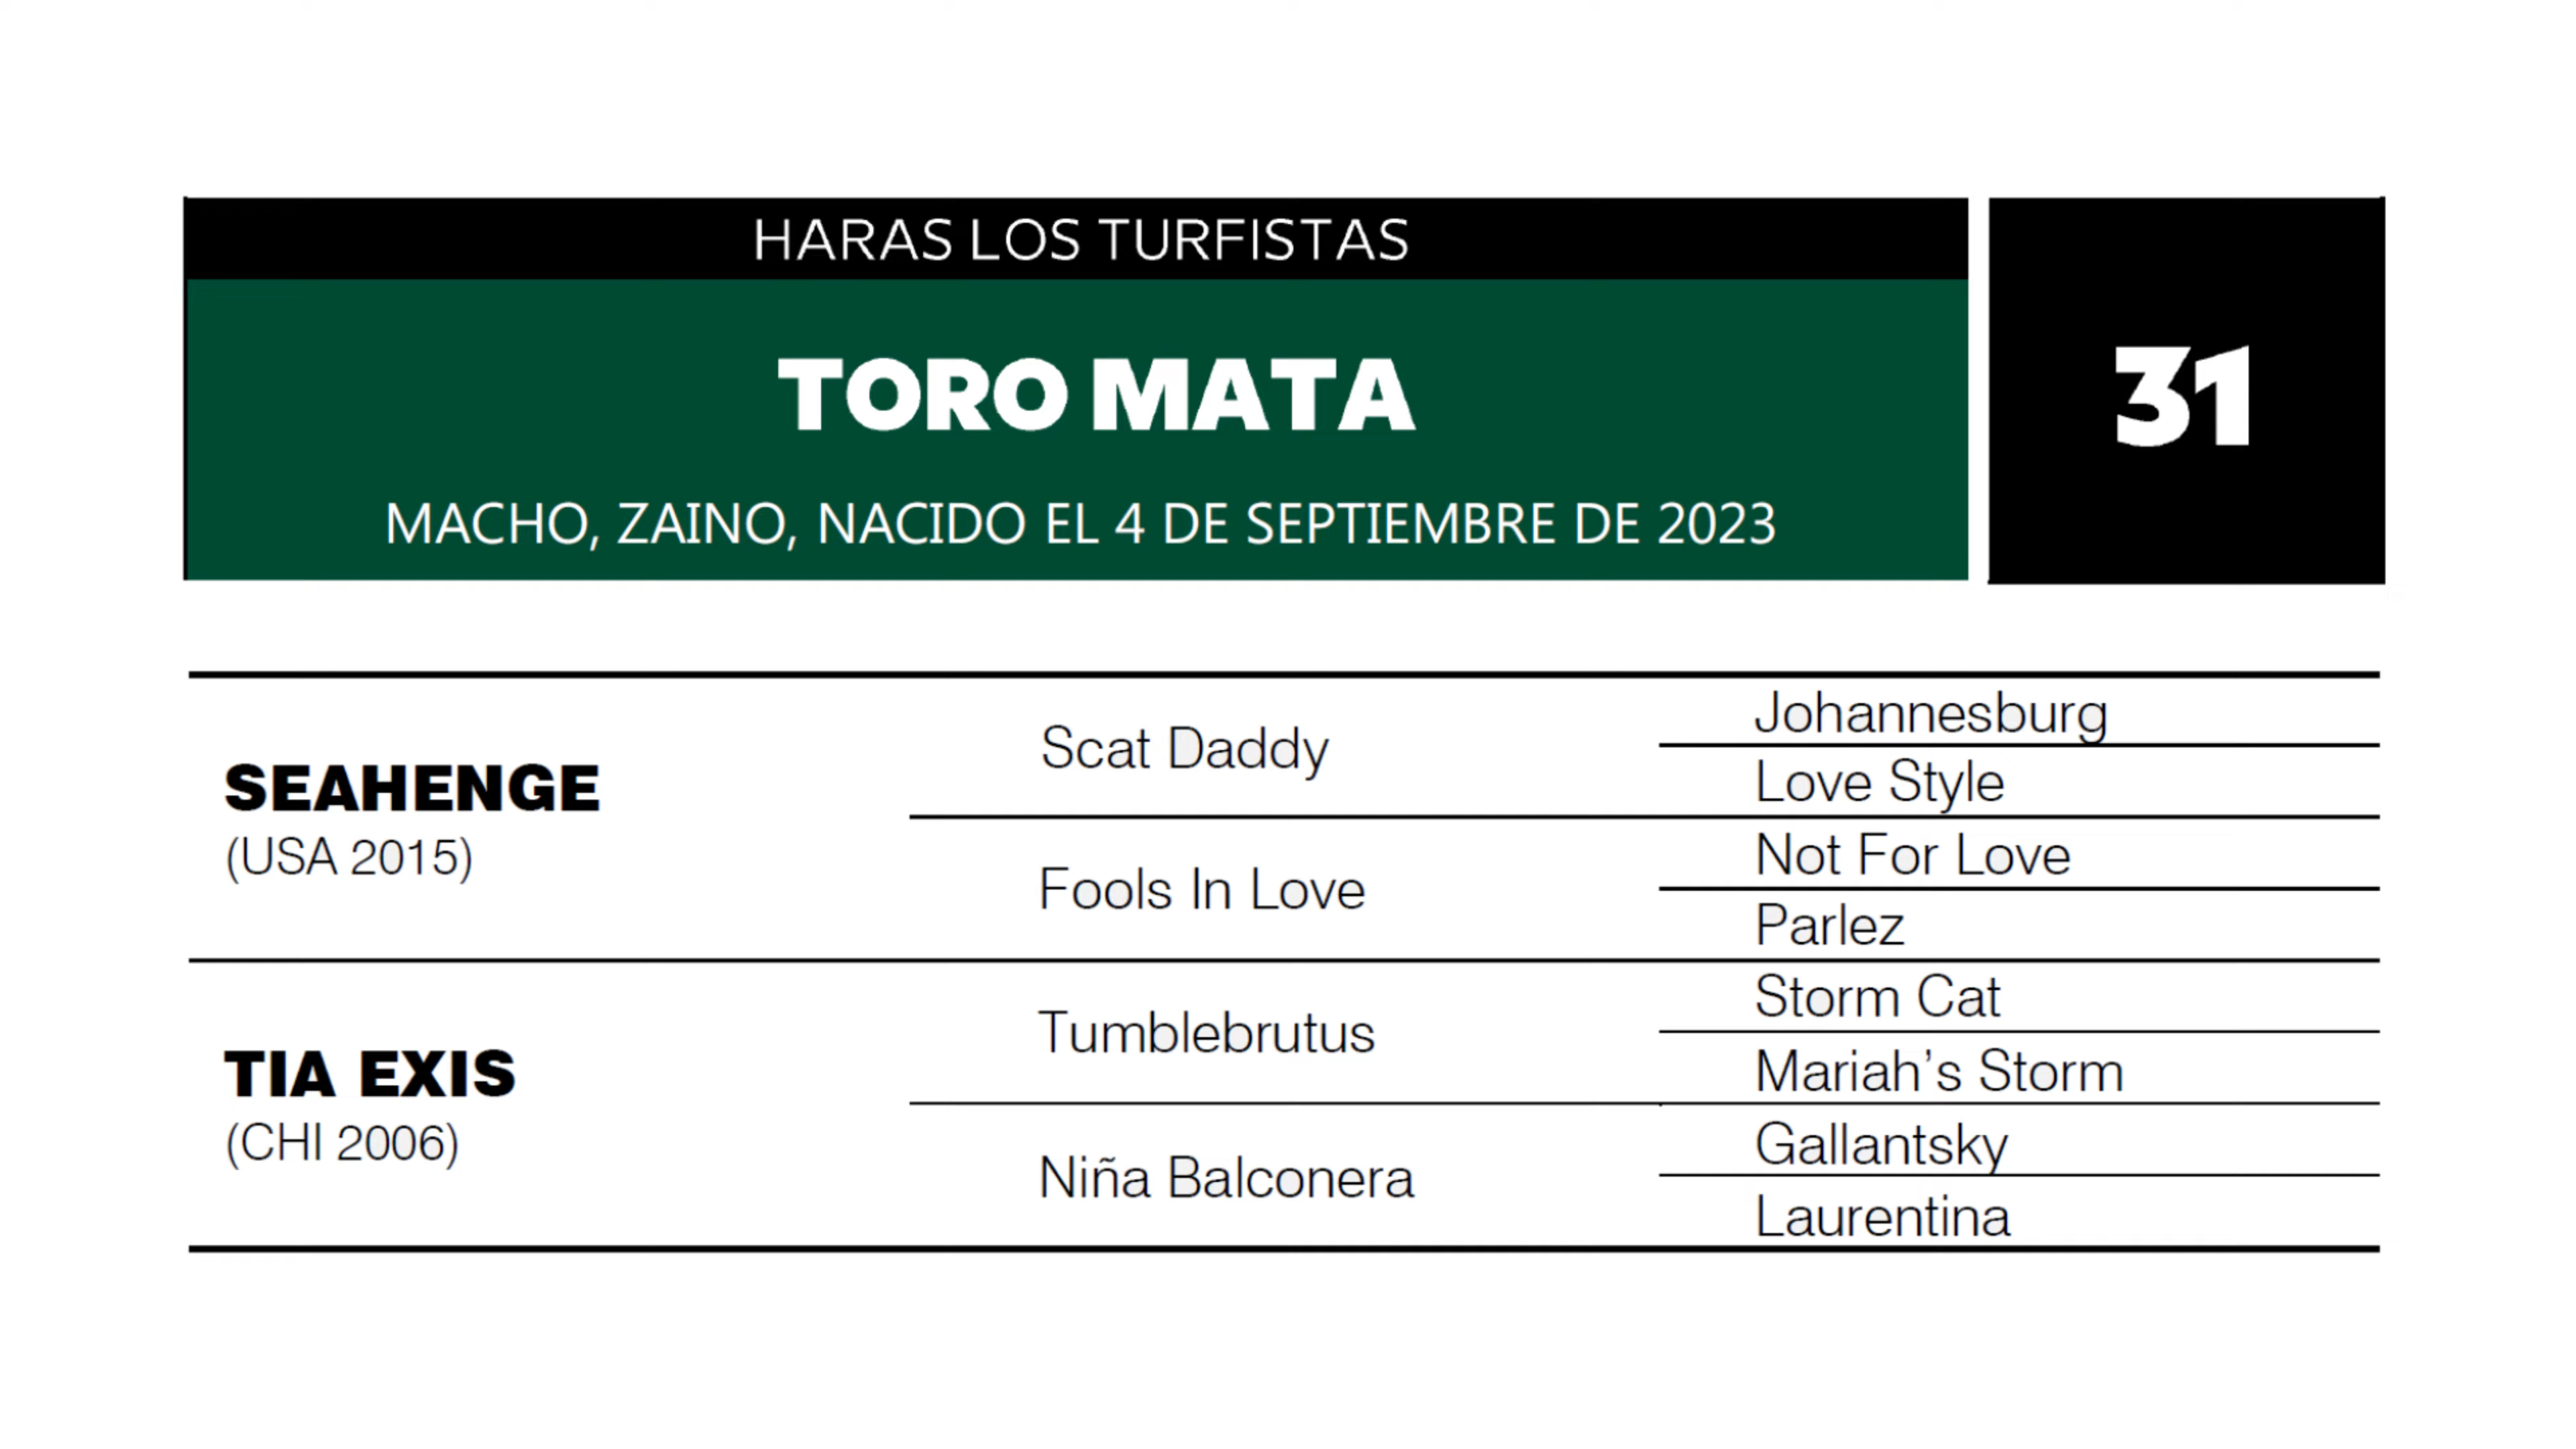 HARAS LOS TURFISTAS
TORO MATA
MACHO, ZAINO, NACIDO EL 4 DE SEPTIEMBRE DE 2023
31
SEAHENGE
(USA 2015)
Scat Daddy
Johannesburg
Love Style
Fools In Love
Not For Love
Parlez
TIA EXIS
(CHI 2006)
Tumblebrutus
Storm Cat
Mariah’s Storm
Niña Balconera
Gallantsky
Laurentina